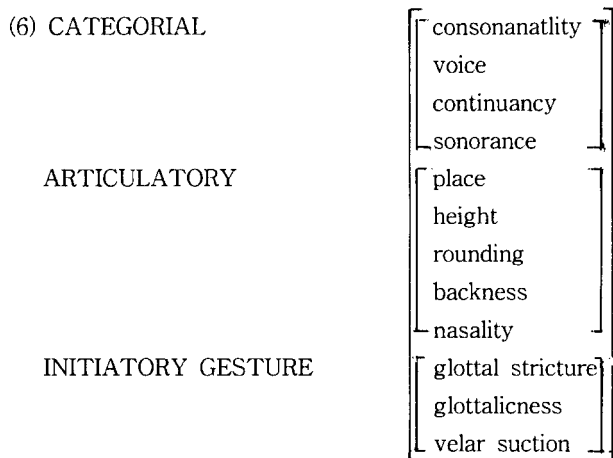 (6) CATEGORIAL consonanatlity
voice
continuancy
sonorance
ARTICULATORY place
height
rounding
backness
nasality
INITIATORY GESTURE glottal stricture
glottalicness
velar suction